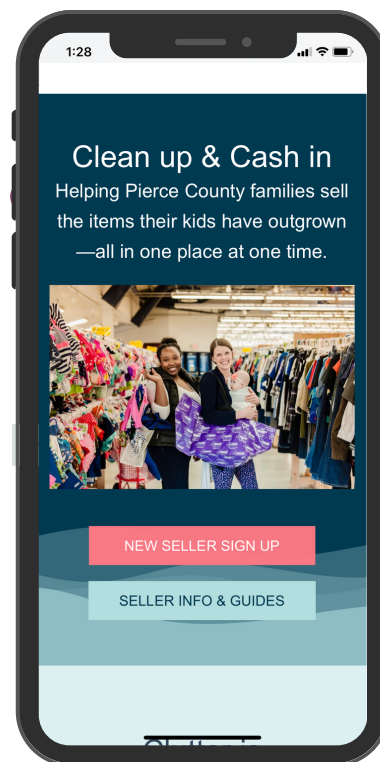 1:28
Clean up & Cash in
Helping Pierce County families sell
the items their kids have outgrown
—all in one place at one time.
NEW SELLER SIGN UP
SELLER INFO & GUIDES